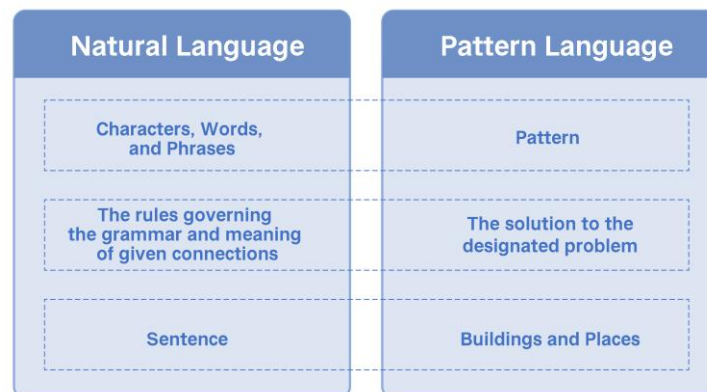 Natural Language
Pattern Language
Characters, Words,
and Phrases
Pattern
The rules governing
the grammar and meaning
of given connections
The solution to the
designated problem
Sentence
Buildings and Places